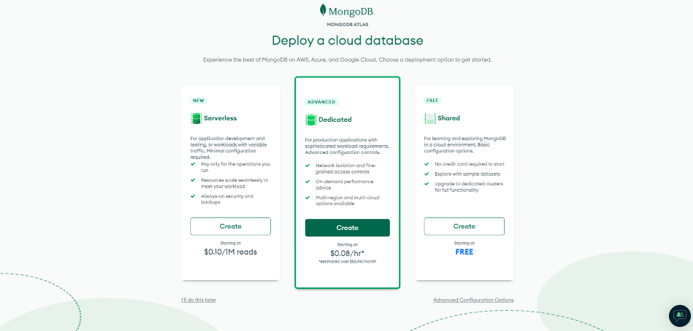 MongoDB.
MONGODB ATLAS
Deploy a cloud database
Experience the best of MongoDB on AWS, Azure, and Google Cloud. Choose a deployment option to get started.
NEW
Serverless
For application development and
testing, or workloads with variable
traffic. Minimal configuration
required.
Pay only for the operations you
run
Resources scale seamlessly to
meet your workload
Always-on security and
backups
Create
Starting at
$0.10/1M reads
ADVANCED
Dedicated
For production applications with
sophisticated workload requirements.
Advanced configuration controls.
Network isolation and fine-
grained access controls
On-demand performance
advice
Multi-region and multi-cloud
options available
Create
Starting at
$0.08/hr*
*estimated cost $56.94/month
FREE
Shared
For learning and exploring MongoDB
in a cloud environment. Basic
configuration options.
No credit card required to start
Explore with sample datasets
Upgrade to dedicated clusters
for full functionality
Create
Starting at
FREE
I'll do this later
Advanced Configuration Options